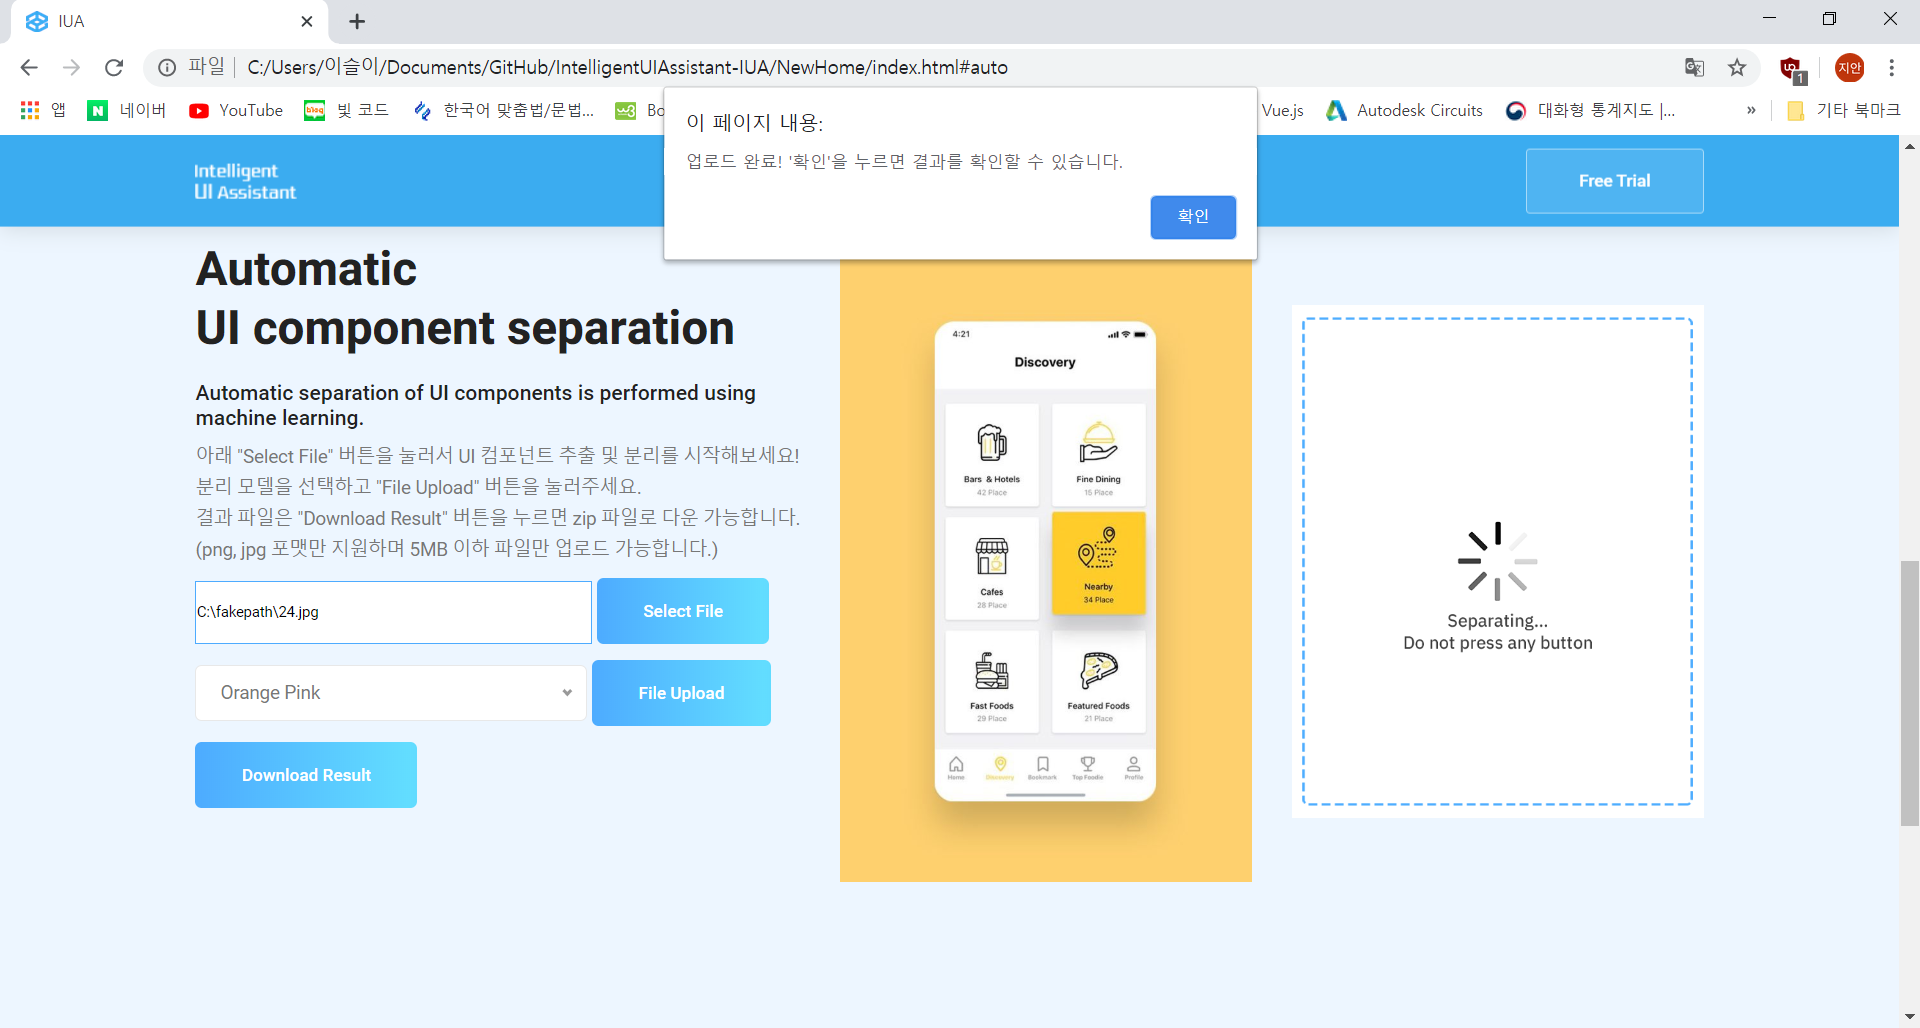 IUA
파일
C:/Users/이슬이/Documents/GitHub/IntelligentUIAssistant-IUA/NewHome/index.html#auto
1
지안
앱
네이버
YouTube
빛 코드
한국어 맞춤법/문법...
Bo
Vue.js
Autodesk Circuits
대화형 통계지도 |...
»
기타 북마크
이 페이지 내용:
업로드 완료! '확인'을 누르면 결과를 확인할 수 있습니다.
확인
Intelligent
UI Assistant
Free Trial
Automatic
UI component separation
Automatic separation of UI components is performed using
machine learning.
아래 "Select File" 버튼을 눌러서 UI 컴포넌트 추출 및 분리를 시작해보세요!
분리 모델을 선택하고 "File Upload" 버튼을 눌러주세요.
결과 파일은 "Download Result" 버튼을 누르면 zip 파일로 다운 가능합니다.
(png, jpg 포맷만 지원하며 5MB 이하 파일만 업로드 가능합니다.)
C:\fakepath\24.jpg
Select File
Orange Pink
File Upload
Download Result
4:21
Discovery
Bars & Hotels
42 Place
Fine Dining
15 Place
Cafes
28 Place
Nearby
34 Place
Fast Foods
29 Place
Featured Foods
21 Place
Home
Discovery
Bookmark
Top Foodie
Profile
Separating...
Do not press any button